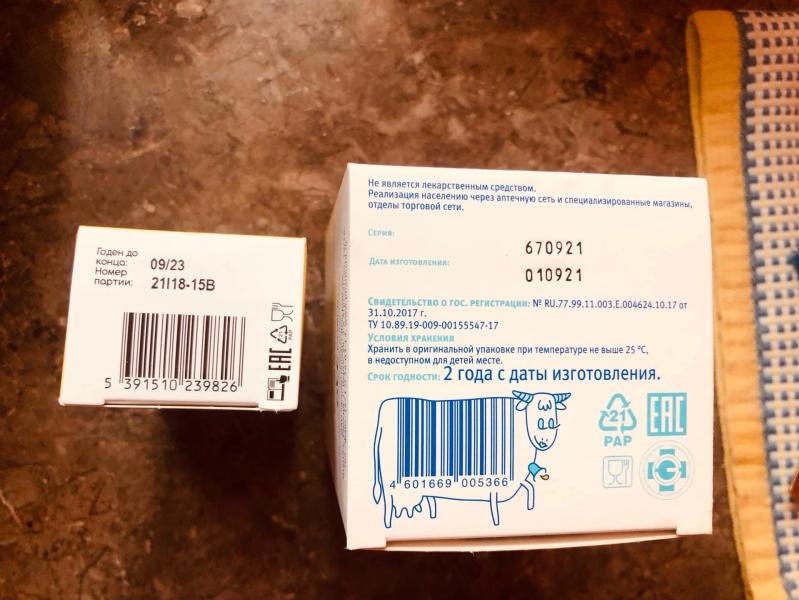 Годен до
конца: 09/23
Номер
партии: 21I18-15B
5 391510 239826
21
PAP
EAC
Не является лекарственным средством.
Реализация населению через аптечную сеть и специализированные магазины,
отделы торговой сети.
Серия: 670921
Дата изготовления: 010921
Свидетельство о гос. регистрации: № RU.77.99.11.003.Е.004624.10.17 от
31.10.2017 г.
ТУ 10.89.19-009-00155547-17
Условия хранения
Хранить в оригинальной упаковке при температуре не выше 25 °С,
в недоступном для детей месте.
Срок годности: 2 года с даты изготовления.
4 601669 005366
21
PAP
EAC